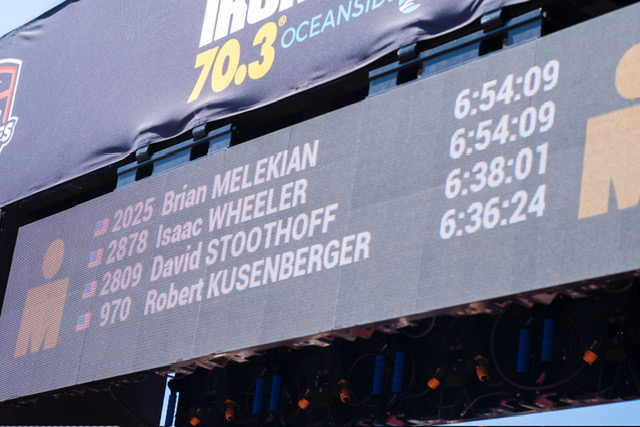 70.3® OCEANSIDE
2025 Brian MELEKIAN 6:54:09
2878 Isaac WHEELER 6:54:09
2809 David STOOTHOFF 6:38:01
970 Robert KUSENBERGER 6:36:24